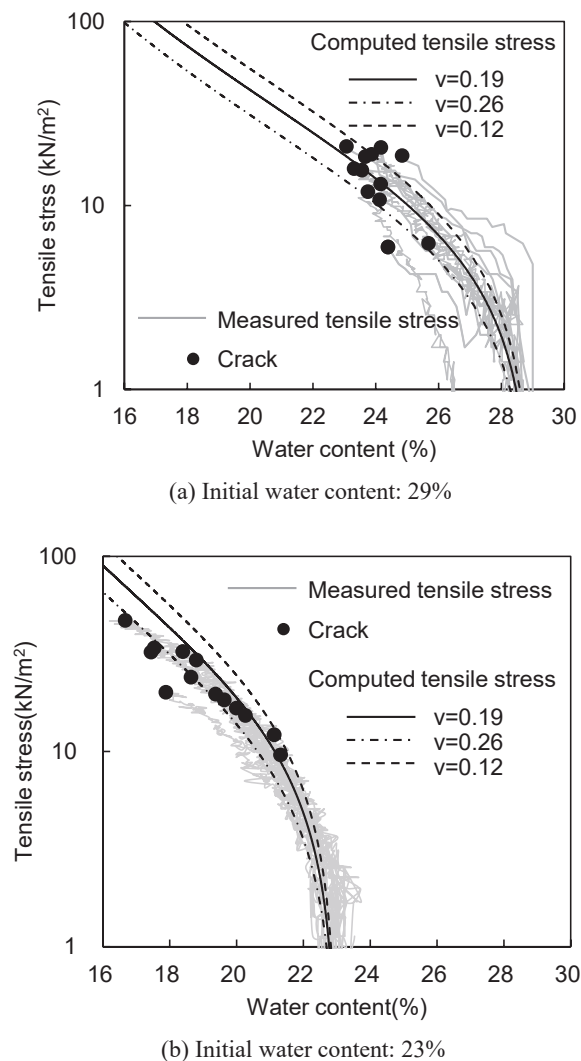 100
10
1
Tensile strss (kN/m²)
Computed tensile stress
v=0.19
v=0.26
v=0.12
Measured tensile stress
Crack
16 18 20 22 24 26 28 30
Water content (%)
(a) Initial water content: 29%
100
10
1
Tensile stress(kN/m²)
Measured tensile stress
Crack
Computed tensile stress
v=0.19
v=0.26
v=0.12
16 18 20 22 24 26 28 30
Water content(%)
(b) Initial water content: 23%